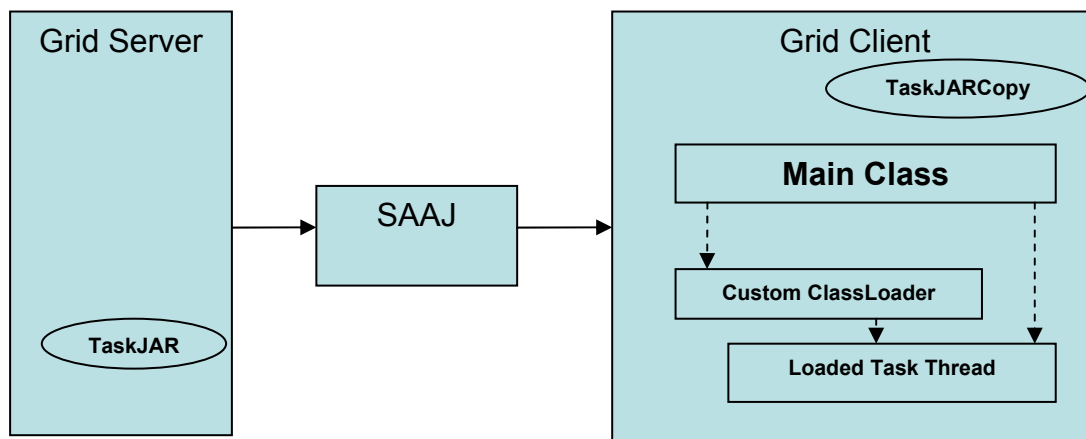 Grid Server
TaskJAR
SAAJ
Grid Client
TaskJARCopy
Main Class
Custom ClassLoader
Loaded Task Thread